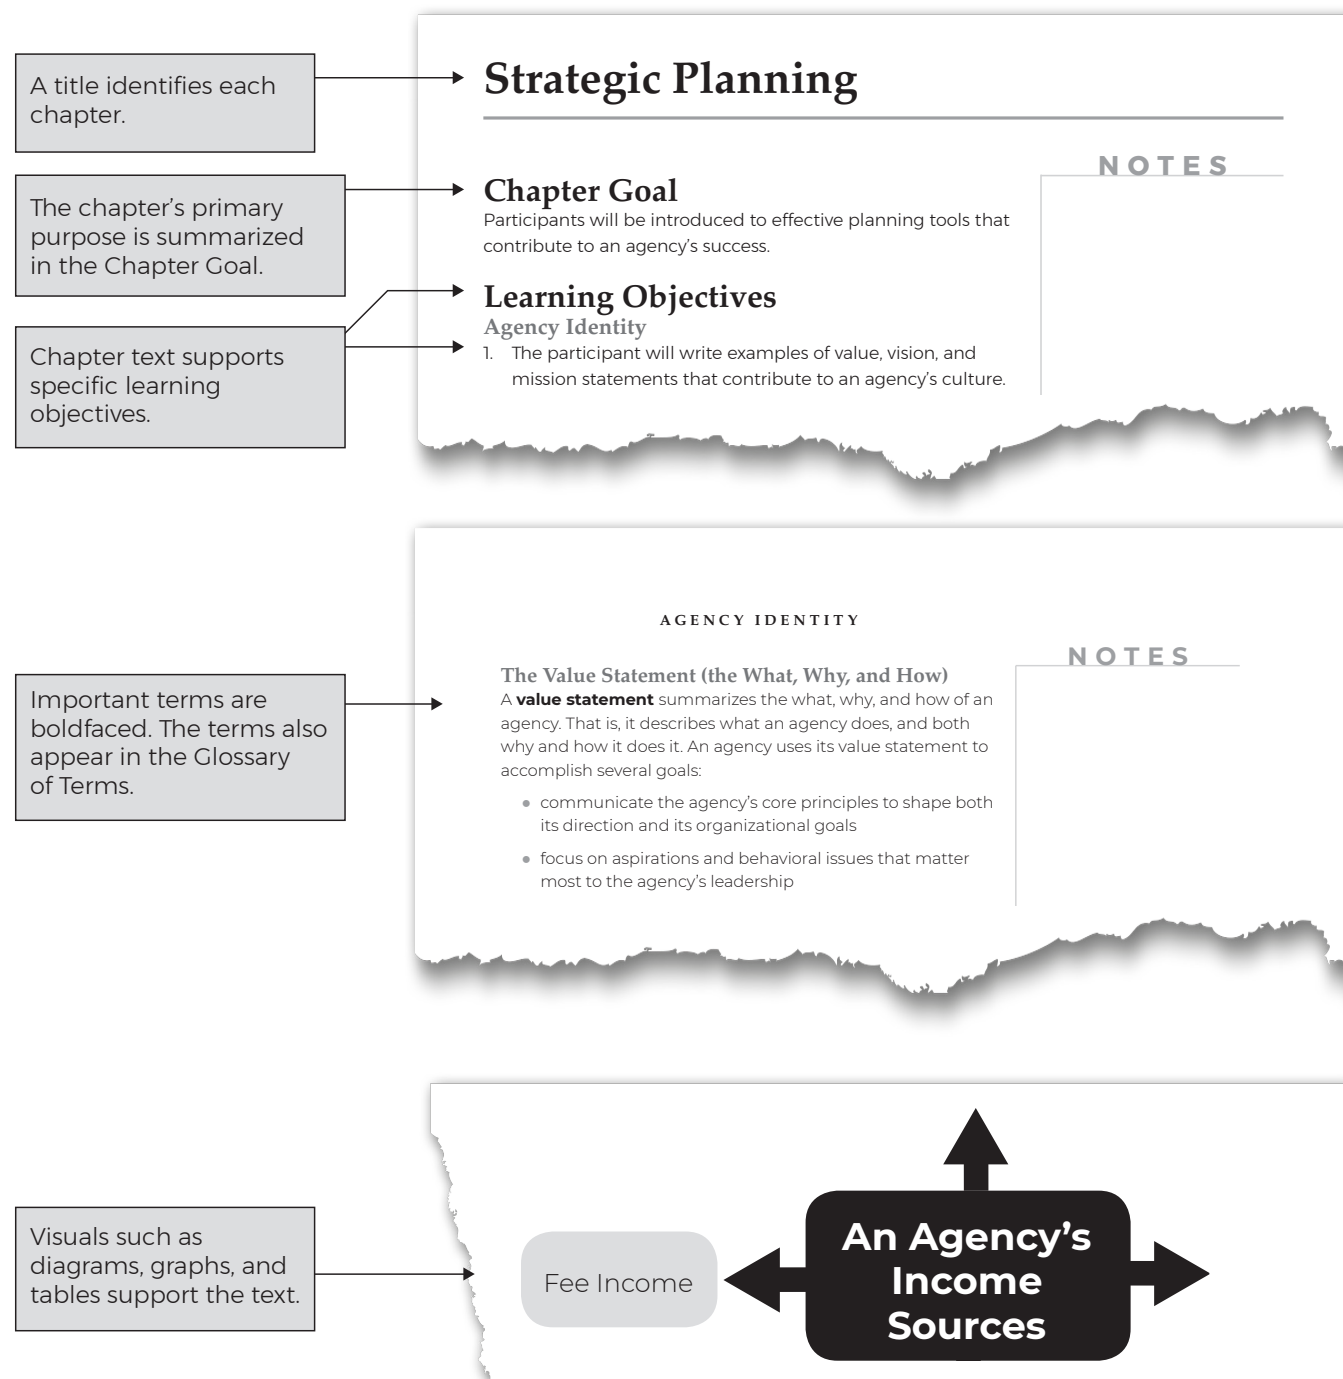 A title identifies each
chapter.
Strategic Planning
NOTES
The chapter’s primary
purpose is summarized
in the Chapter Goal.
Chapter Goal
Participants will be introduced to effective planning tools that
contribute to an agency’s success.
Chapter text supports
specific learning
objectives.
Learning Objectives
Agency Identity
1. The participant will write examples of value, vision, and
mission statements that contribute to an agency’s culture.
AGENCY IDENTITY
NOTES
Important terms are
boldfaced. The terms also
appear in the Glossary
of Terms.
The Value Statement (the What, Why, and How)
A value statement summarizes the what, why, and how of an
agency. That is, it describes what an agency does, and both
why and how it does it. An agency uses its value statement to
accomplish several goals:
• communicate the agency’s core principles to shape both
its direction and its organizational goals
• focus on aspirations and behavioral issues that matter
most to the agency’s leadership
Visuals such as
diagrams, graphs, and
tables support the text.
Fee Income
An Agency’s
Income
Sources